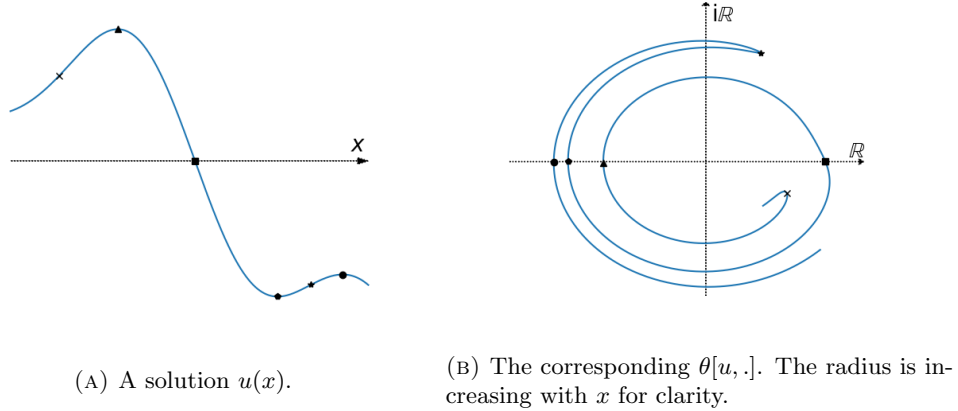 x
iℝ
ℝ
(A) A solution u(x).
(B) The corresponding θ[u, .]. The radius is in-
creasing with x for clarity.